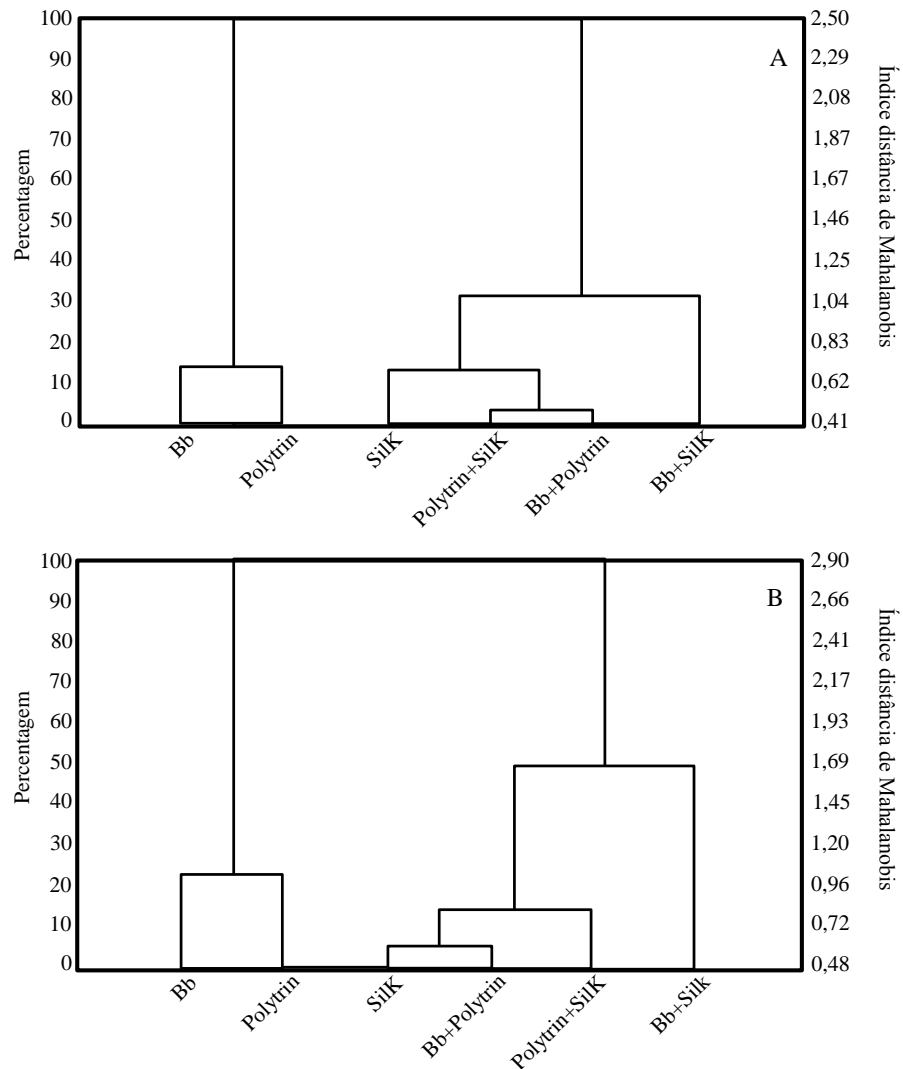 100
90
80
70
60
50
40
30
20
10
0
Percentagem
A
2,50
2,29
2,08
1,87
1,67
1,46
1,25
1,04
0,83
0,62
0,41
Índice distância de Mahalanobis
Bb
Polytrin
SilK
Polytrin+SilK
Bb+Polytrin
Bb+SilK
100
90
80
70
60
50
40
30
20
10
0
Percentagem
B
2,90
2,66
2,41
2,17
1,93
1,69
1,45
1,20
0,96
0,72
0,48
Índice distância de Mahalanobis
Bb
Polytrin
SilK
Bb+Polytrin
Polytrin+SilK
Bb+Silk